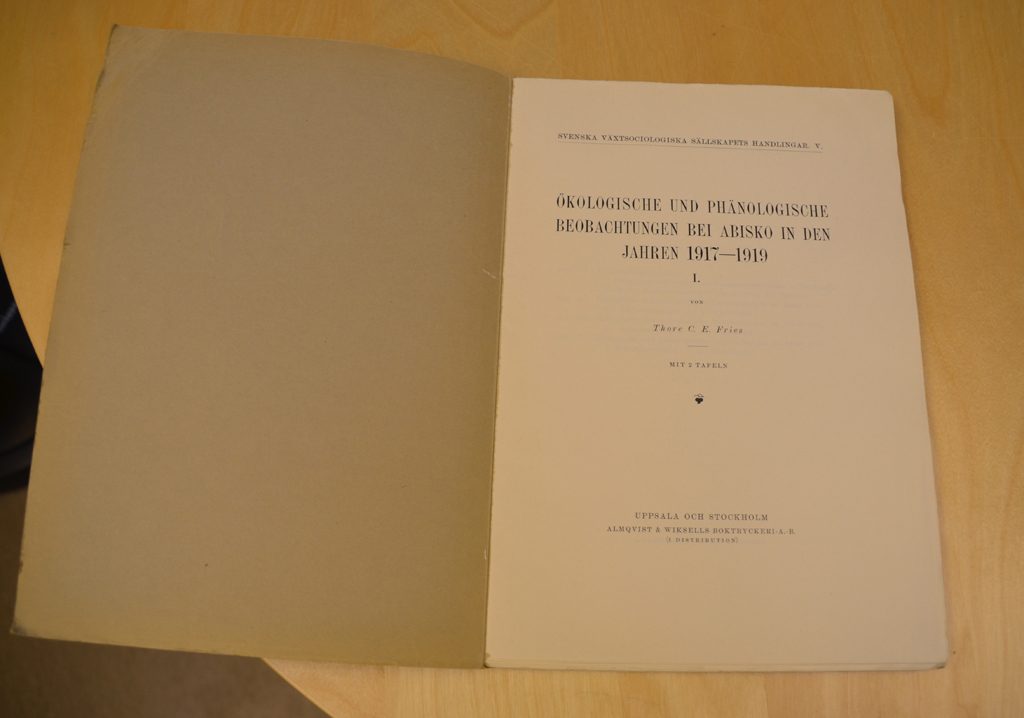 SVENSKA VÄXTSOCIOLOGISKA SÄLLSKAPETS HANDLINGAR. V.
ÖKOLOGISCHE UND PHÄNOLOGISCHE
BEOBACHTUNGEN BEI ABISKO IN DEN
JAHREN 1917—1919
I.
VON
Thore C. E. Fries
MIT 2 TAFELN
UPPSALA OCH STOCKHOLM
ALMQVIST & WIKSELLS BOKTRYCKERI-A.-B.
(I DISTRIBUTION)